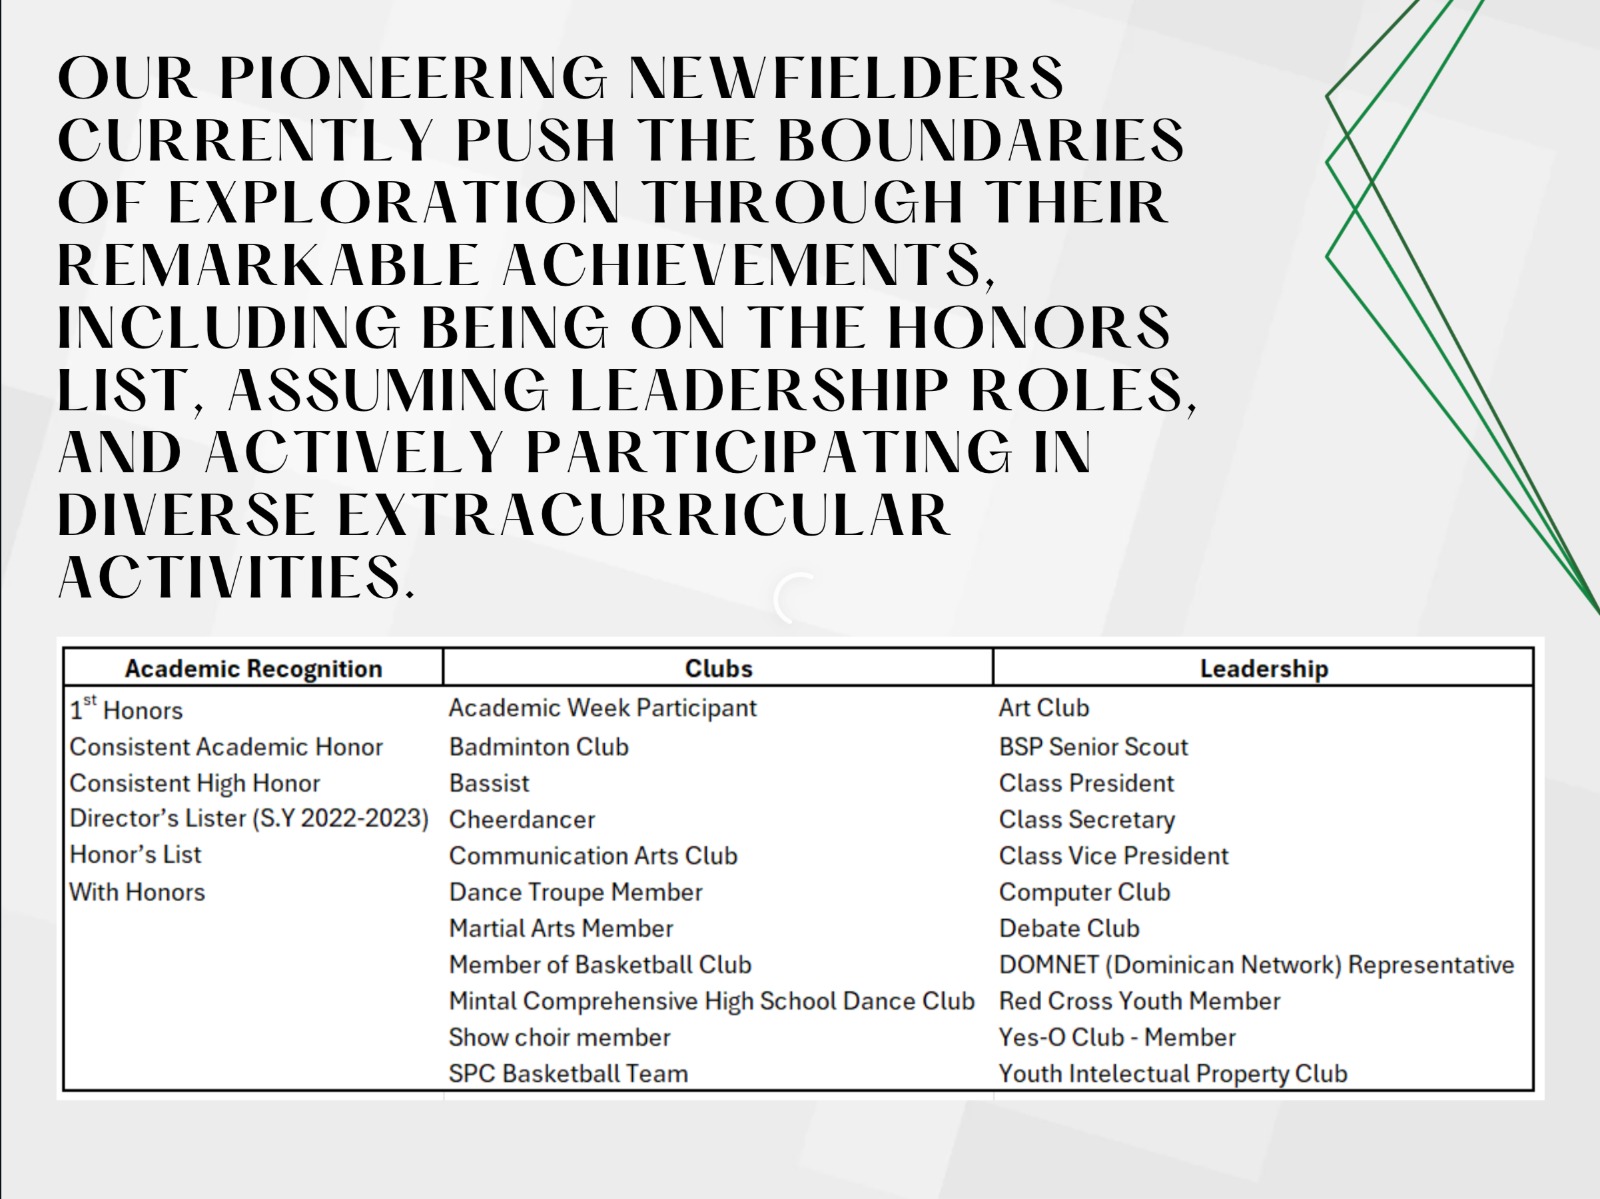 OUR PIONEERING NEWFIELDERS
CURRENTLY PUSH THE BOUNDARIES
OF EXPLORATION THROUGH THEIR
REMARKABLE ACHIEVEMENTS,
INCLUDING BEING ON THE HONORS
LIST, ASSUMING LEADERSHIP ROLES,
AND ACTIVELY PARTICIPATING IN
DIVERSE EXTRACURRICULAR
ACTIVITIES.
Academic Recognition Clubs Leadership
1st Honors Academic Week Participant Art Club
Consistent Academic Honor Badminton Club BSP Senior Scout
Consistent High Honor Bassist Class President
Director’s Lister (S.Y 2022-2023) Cheerdancer Class Secretary
Honor’s List Communication Arts Club Class Vice President
With Honors Dance Troupe Member Computer Club
Martial Arts Member Debate Club
Member of Basketball Club DOMNET (Dominican Network) Representative
Mintal Comprehensive High School Dance Club Red Cross Youth Member
Show choir member Yes-O Club - Member
SPC Basketball Team Youth Intelectual Property Club